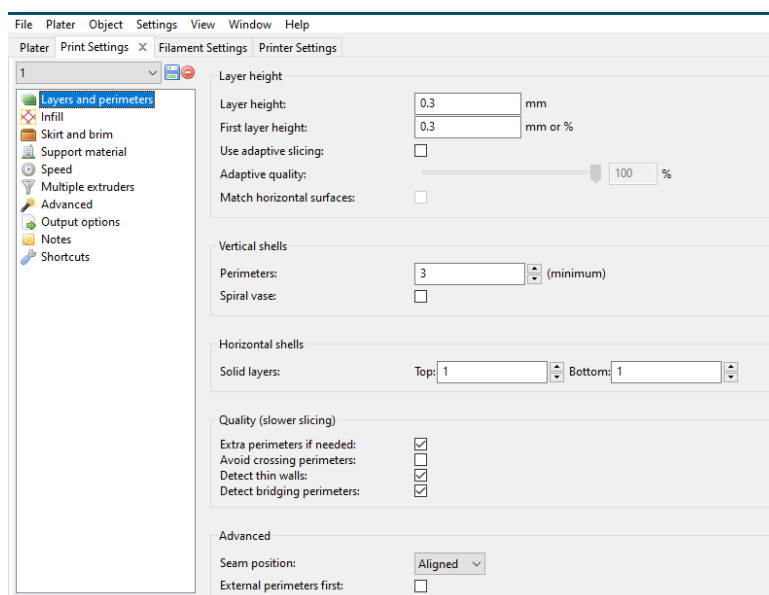 File Plater Object Settings View Window Help
Plater Print Settings X Filament Settings Printer Settings
1
Layers and perimeters
Infill
Skirt and brim
Support material
Speed
Multiple extruders
Advanced
Output options
Notes
Shortcuts
Layer height
Layer height: 0.3 mm
First layer height: 0.3 mm or %
Use adaptive slicing:
Adaptive quality: 100 %
Match horizontal surfaces:
Vertical shells
Perimeters: 3 (minimum)
Spiral vase:
Horizontal shells
Solid layers: Top: 1 Bottom: 1
Quality (slower slicing)
Extra perimeters if needed:
Avoid crossing perimeters:
Detect thin walls:
Detect bridging perimeters:
Advanced
Seam position: Aligned
External perimeters first: